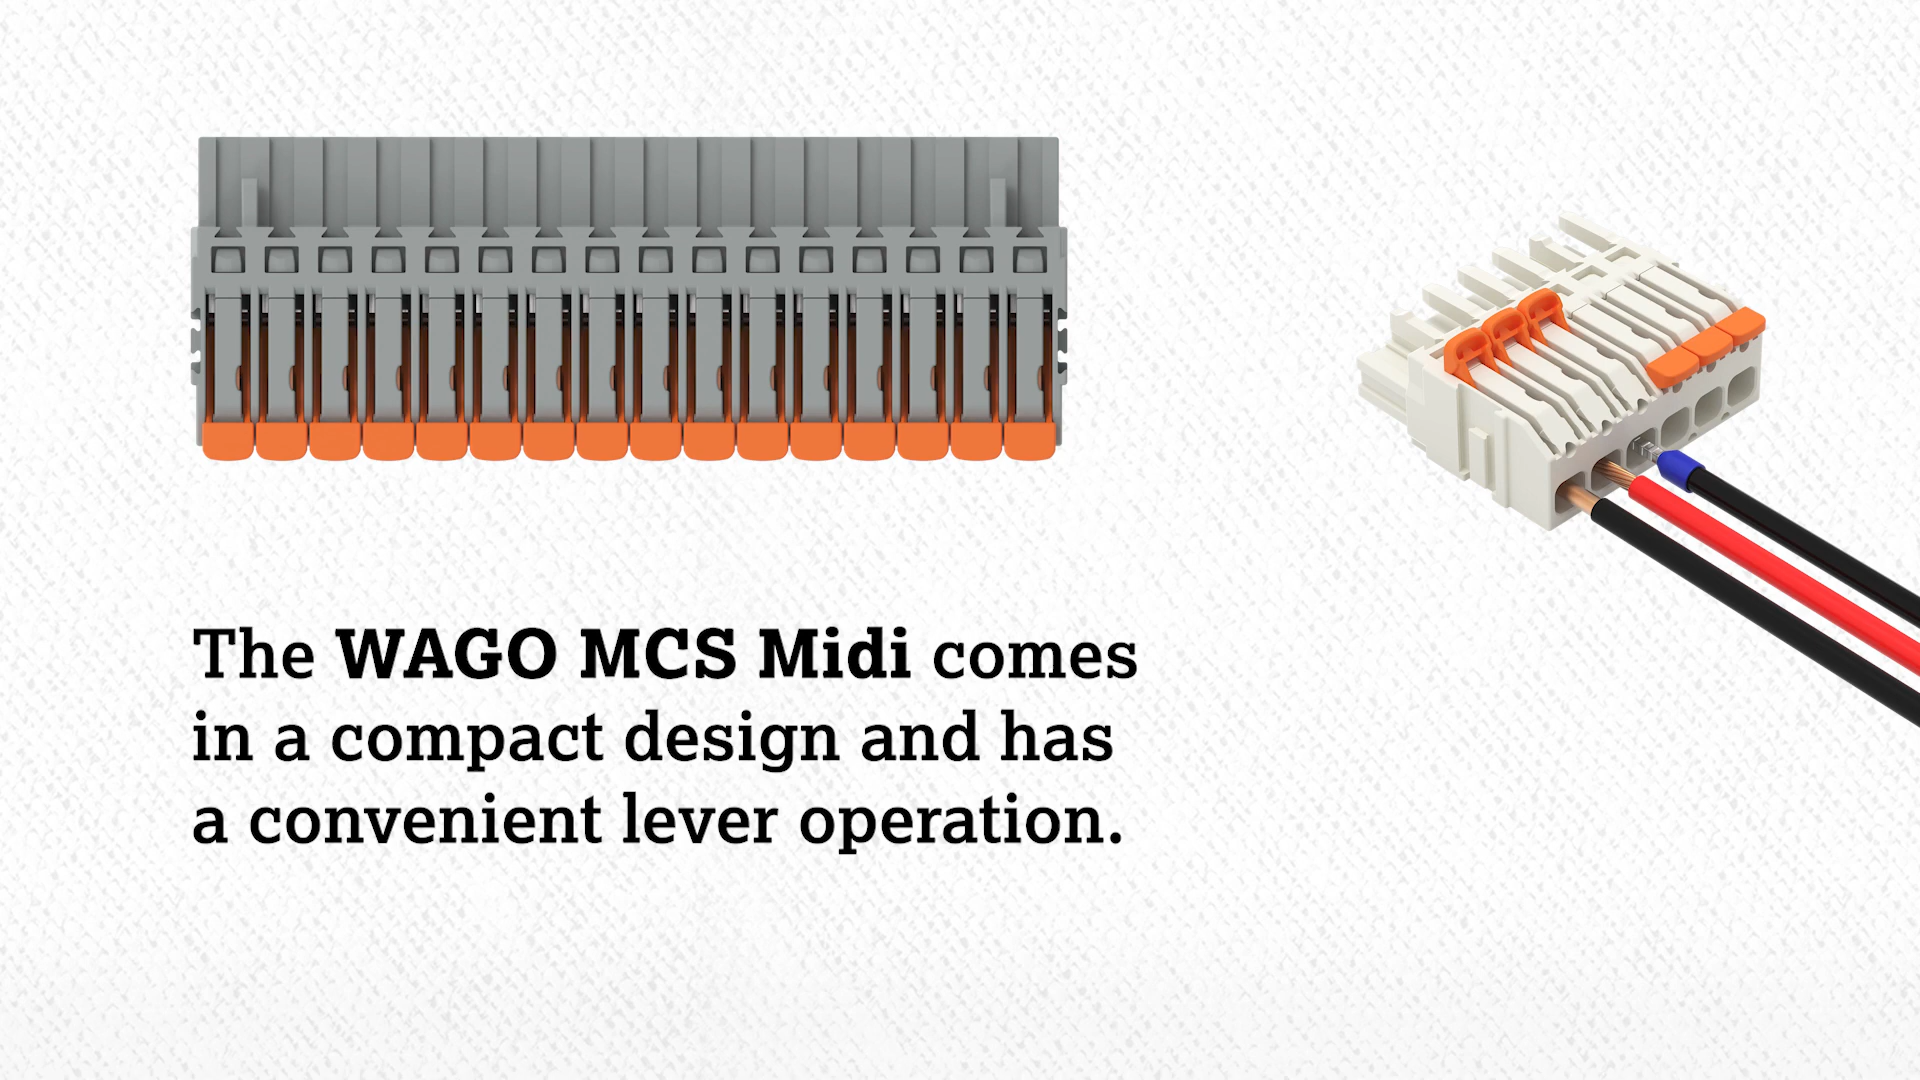 The WAGO MCS Midi comes
in a compact design and has
a convenient lever operation.